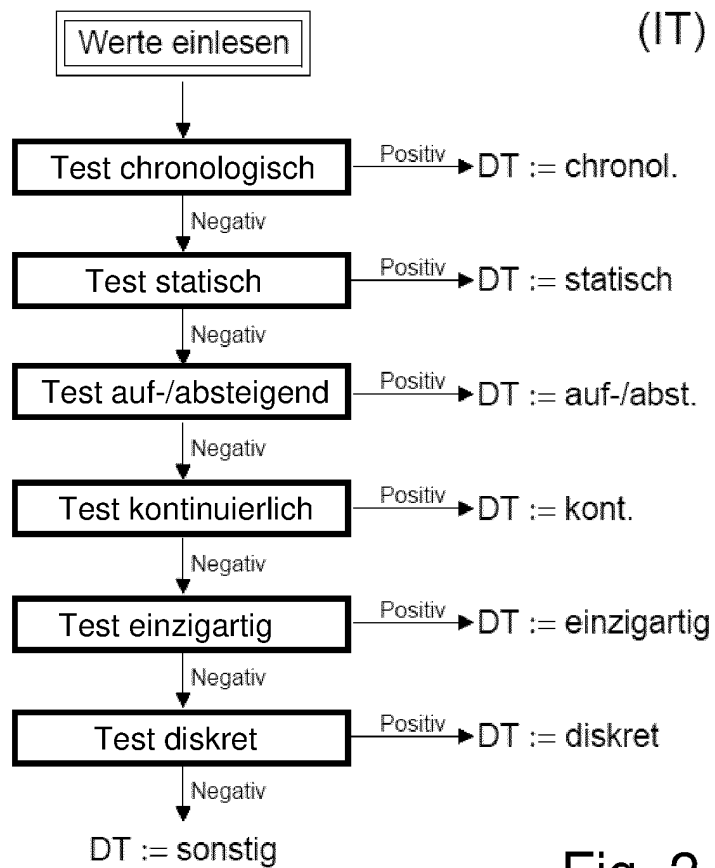 (IT)
Werte einlesen
Test chronologisch
Positiv
DT := chronol.
Negativ
Test statisch
Positiv
DT := statisch
Negativ
Test auf-/absteigend
Positiv
DT := auf-/abst.
Negativ
Test kontinuierlich
Positiv
DT := kont.
Negativ
Test einzigartig
Positiv
DT := einzigartig
Negativ
Test diskret
Positiv
DT := diskret
Negativ
DT := sonstig